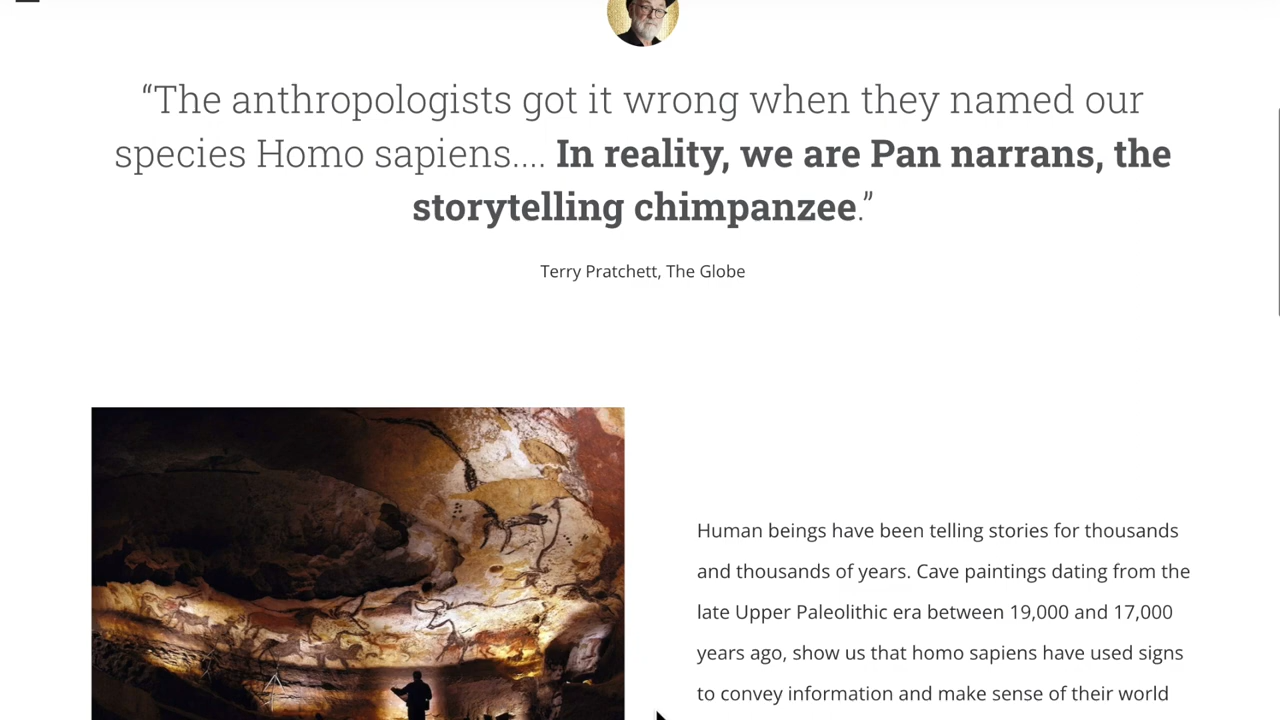 “The anthropologists got it wrong when they named our
species Homo sapiens.... In reality, we are Pan narrans, the
storytelling chimpanzee.”
Terry Pratchett, The Globe
Human beings have been telling stories for thousands
and thousands of years. Cave paintings dating from the
late Upper Paleolithic era between 19,000 and 17,000
years ago, show us that homo sapiens have used signs
to convey information and make sense of their world